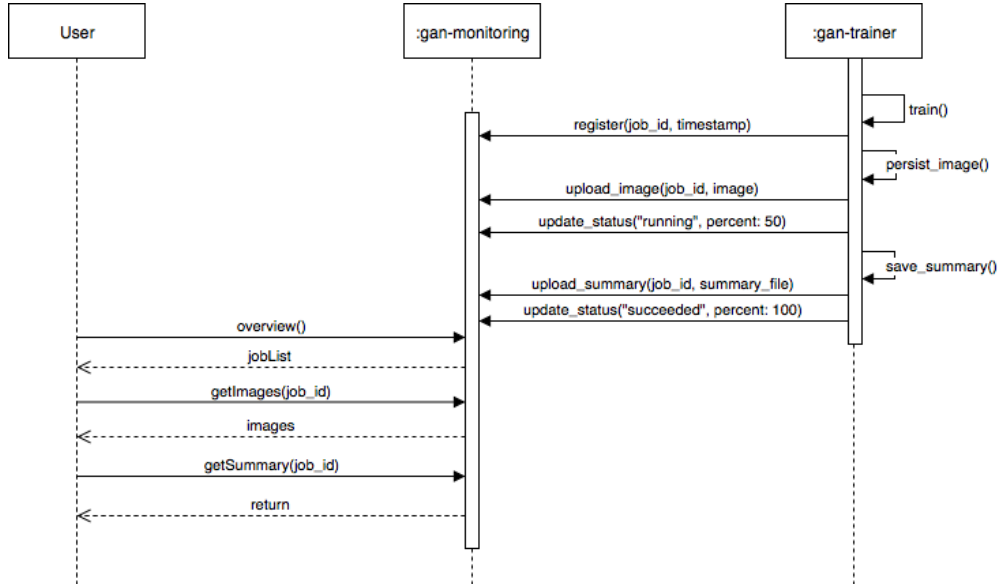 User
:gan-monitoring
:gan-trainer
train()
register(job_id, timestamp)
persist_image()
upload_image(job_id, image)
update_status("running", percent: 50)
save_summary()
upload_summary(job_id, summary_file)
update_status("succeeded", percent: 100)
overview()
jobList
getImages(job_id)
images
getSummary(job_id)
return